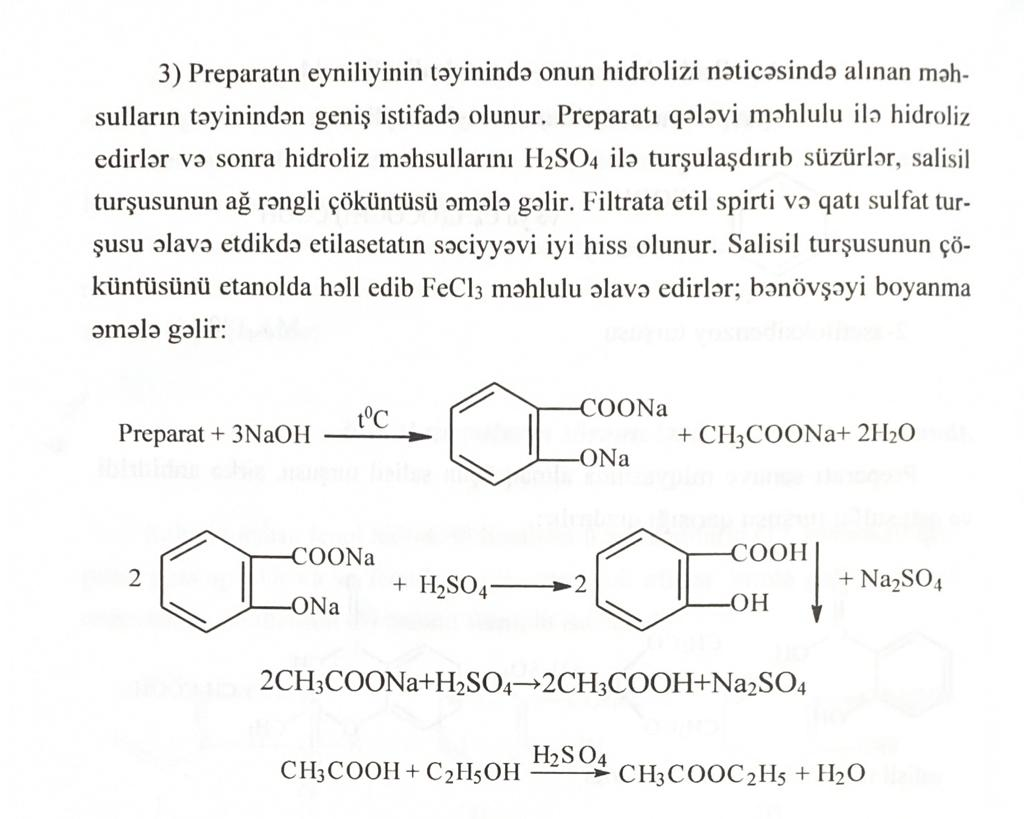 3) Preparatın eyniliyinin təyinində onun hidrolizi nəticəsində alınan məh-
sulların təyinindən geniş istifadə olunur. Preparatı qələvi məhlulu ilə hidroliz
edirlər və sonra hidroliz məhsullarını H₂SO₄ ilə turşulaşdırıb süzürlər, salisil
turşusunun ağ rəngli çöküntüsü əmələ gəlir. Filtrata etil spirti və qatı sulfat tur-
şusu əlavə etdikdə etilasetatın səciyyəvi iyi hiss olunur. Salisil turşusunun çö-
küntüsünü etanolda həll edib FeCl₃ məhlulu əlavə edirlər; bənövşəyi boyanma
əmələ gəlir:
Preparat + 3NaOH t⁰C → COONa ONa + CH₃COONa+ 2H₂O
2 COONa ONa + H₂SO₄ → 2 COOH OH ↓ + Na₂SO₄
2CH₃COONa+H₂SO₄→2CH₃COOH+Na₂SO₄
CH₃COOH + C₂H₅OH H₂SO₄ → CH₃COOC₂H₅ + H₂O